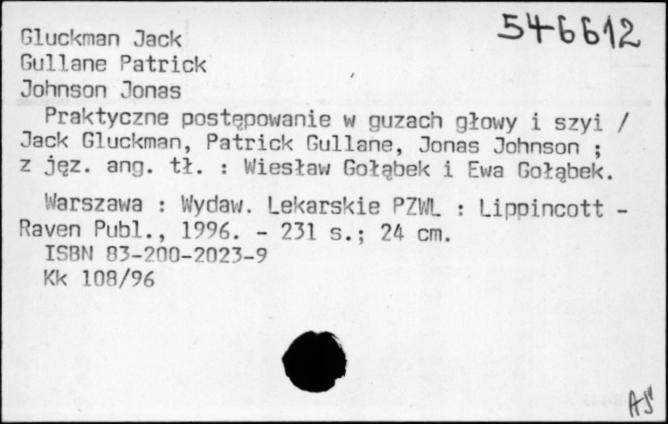 546612
Gluckman Jack
Gullane Patrick
Johnson Jonas
Praktyczne postępowanie w guzach głowy i szyi /
Jack Gluckman, Patrick Gullane, Jonas Johnson ;
z jęz. ang. tł. : Wiesław Gołąbek i Ewa Gołąbek.
Warszawa : Wydaw. Lekarskie PZWL : Lippincott -
Raven Publ., 1996. - 231 s.; 24 cm.
ISBN 83-200-2023-9
Kk 108/96